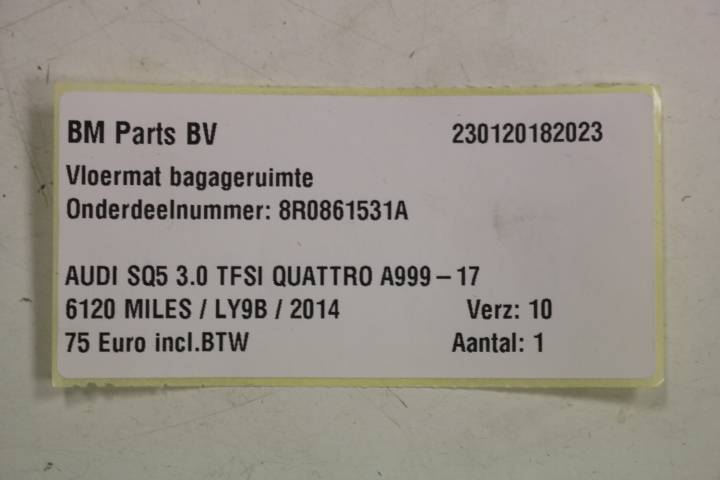 BM Parts BV 230120182023
Vloermat bagageruimte
Onderdeelnummer: 8R0861531A
AUDI SQ5 3.0 TFSI QUATTRO A999-17
6120 MILES / LY9B / 2014 Verz: 10
75 Euro incl.BTW Aantal: 1